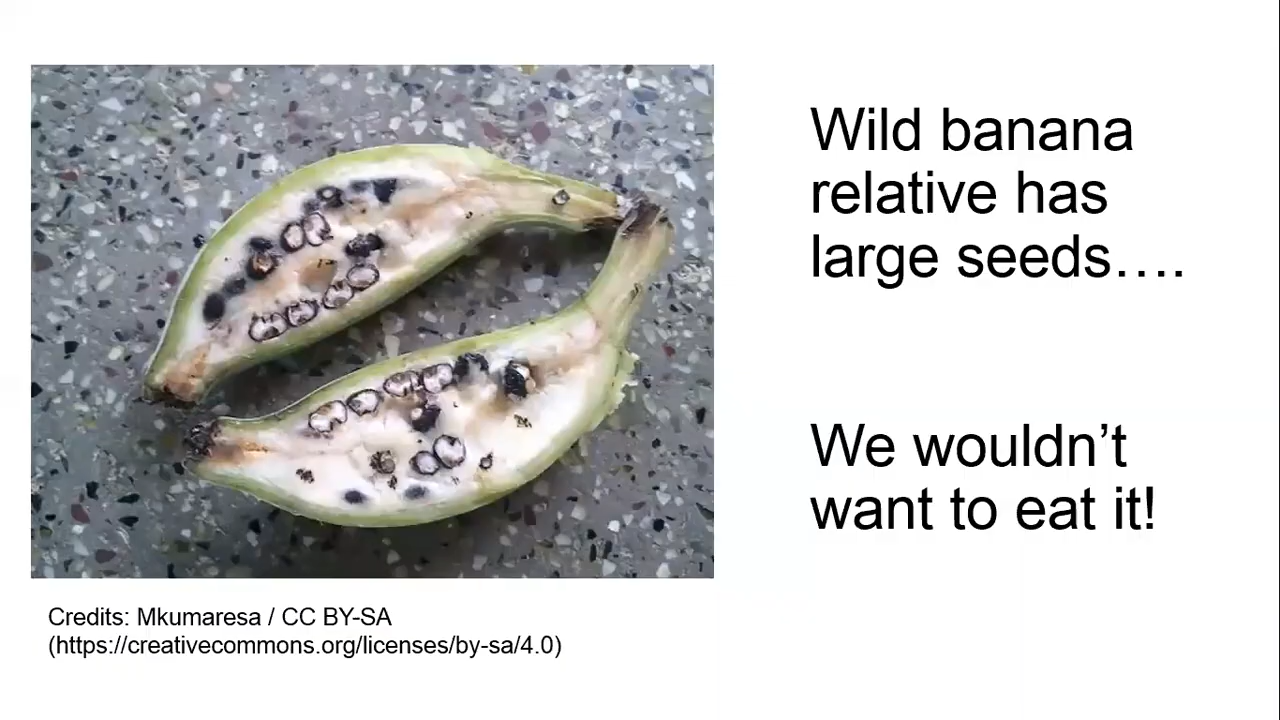 Wild banana
relative has
large seeds….
We wouldn’t
want to eat it!
Credits: Mkumaresa / CC BY-SA
(https://creativecommons.org/licenses/by-sa/4.0)